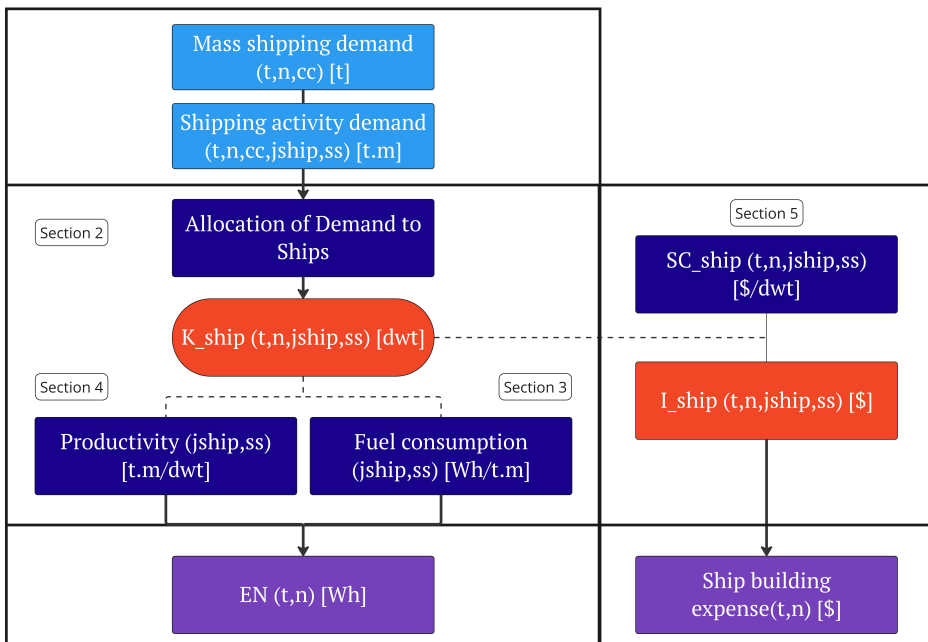 Mass shipping demand
(t,n,cc) [t]
Shipping activity demand
(t,n,cc,jship,ss) [t.m]
Section 2
Allocation of Demand to
Ships
K_ship (t,n,jship,ss) [dwt]
Section 4
Section 3
Productivity (jship,ss)
[t.m/dwt]
Fuel consumption
(jship,ss) [Wh/t.m]
EN (t,n) [Wh]
Section 5
SC_ship (t,n,jship,ss)
[$/dwt]
I_ship (t,n,jship,ss) [$]
Ship building
expense(t,n) [$]